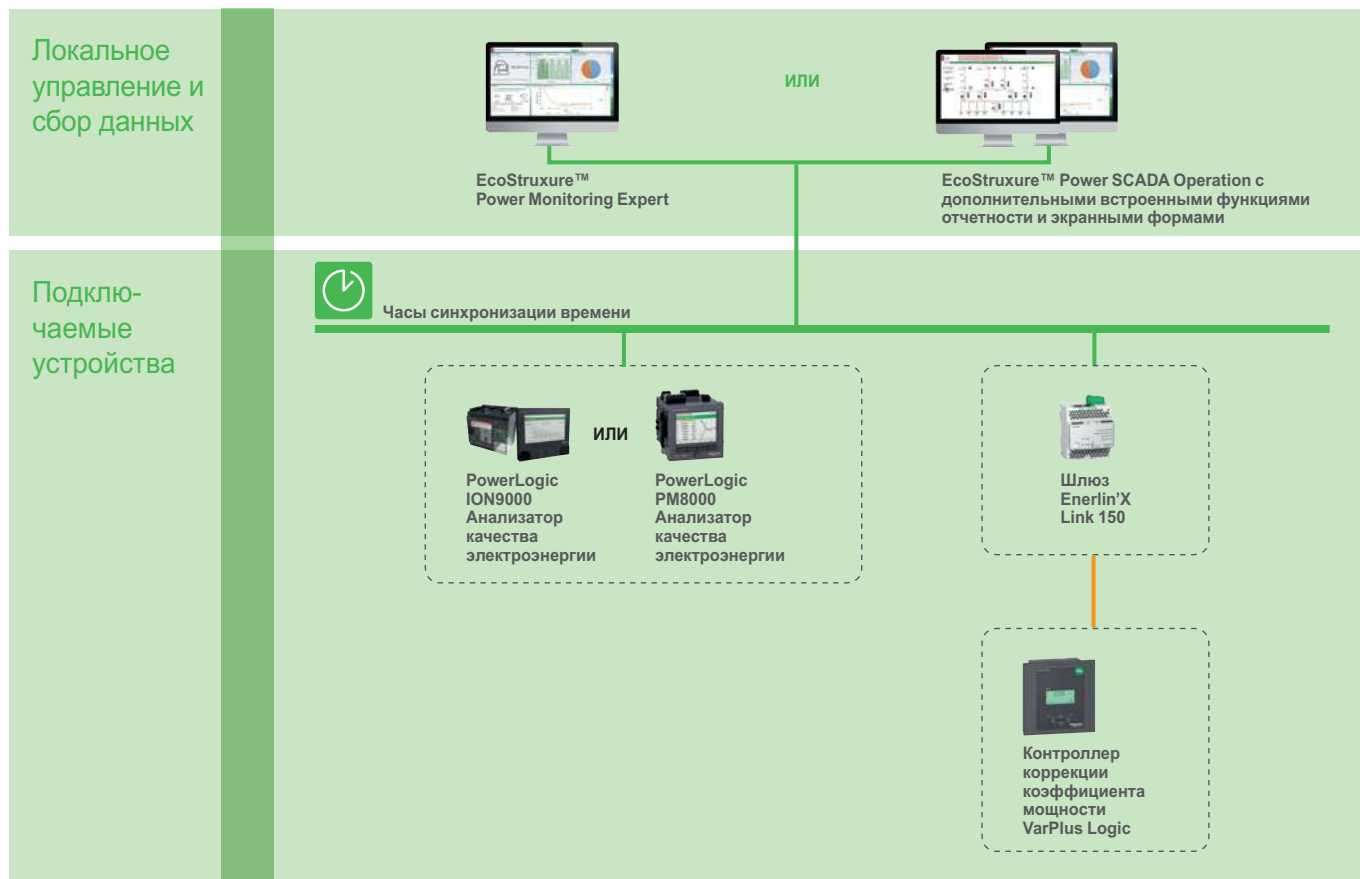 Локальное
управление и
сбор данных
ИЛИ
EcoStruxure™
Power Monitoring Expert
EcoStruxure™ Power SCADA Operation с
дополнительными встроенными функциями
отчетности и экранными формами
Подклю-
чаемые
устройства
Часы синхронизации времени
ИЛИ
PowerLogic
ION9000
Анализатор
качества
электроэнергии
PowerLogic
PM8000
Анализатор
качества
электроэнергии
Шлюз
Enerlin’X
Link 150
Контроллер
коррекции
коэффициента
мощности
VarPlus Logic